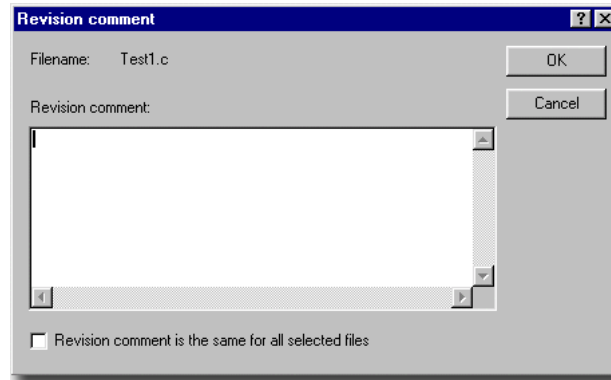 Revision comment
Filename: Test1.c
OK
Revision comment:
Cancel
Revision comment is the same for all selected files